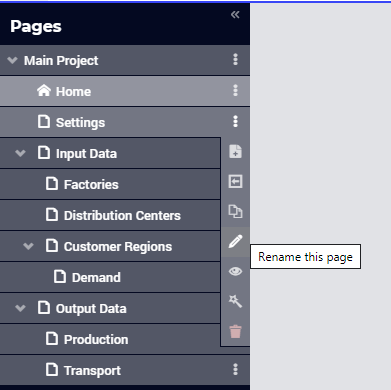 Pages
Main Project
Home
Settings
Input Data
Factories
Distribution Centers
Customer Regions
Rename this page
Demand
Output Data
Production
Transport